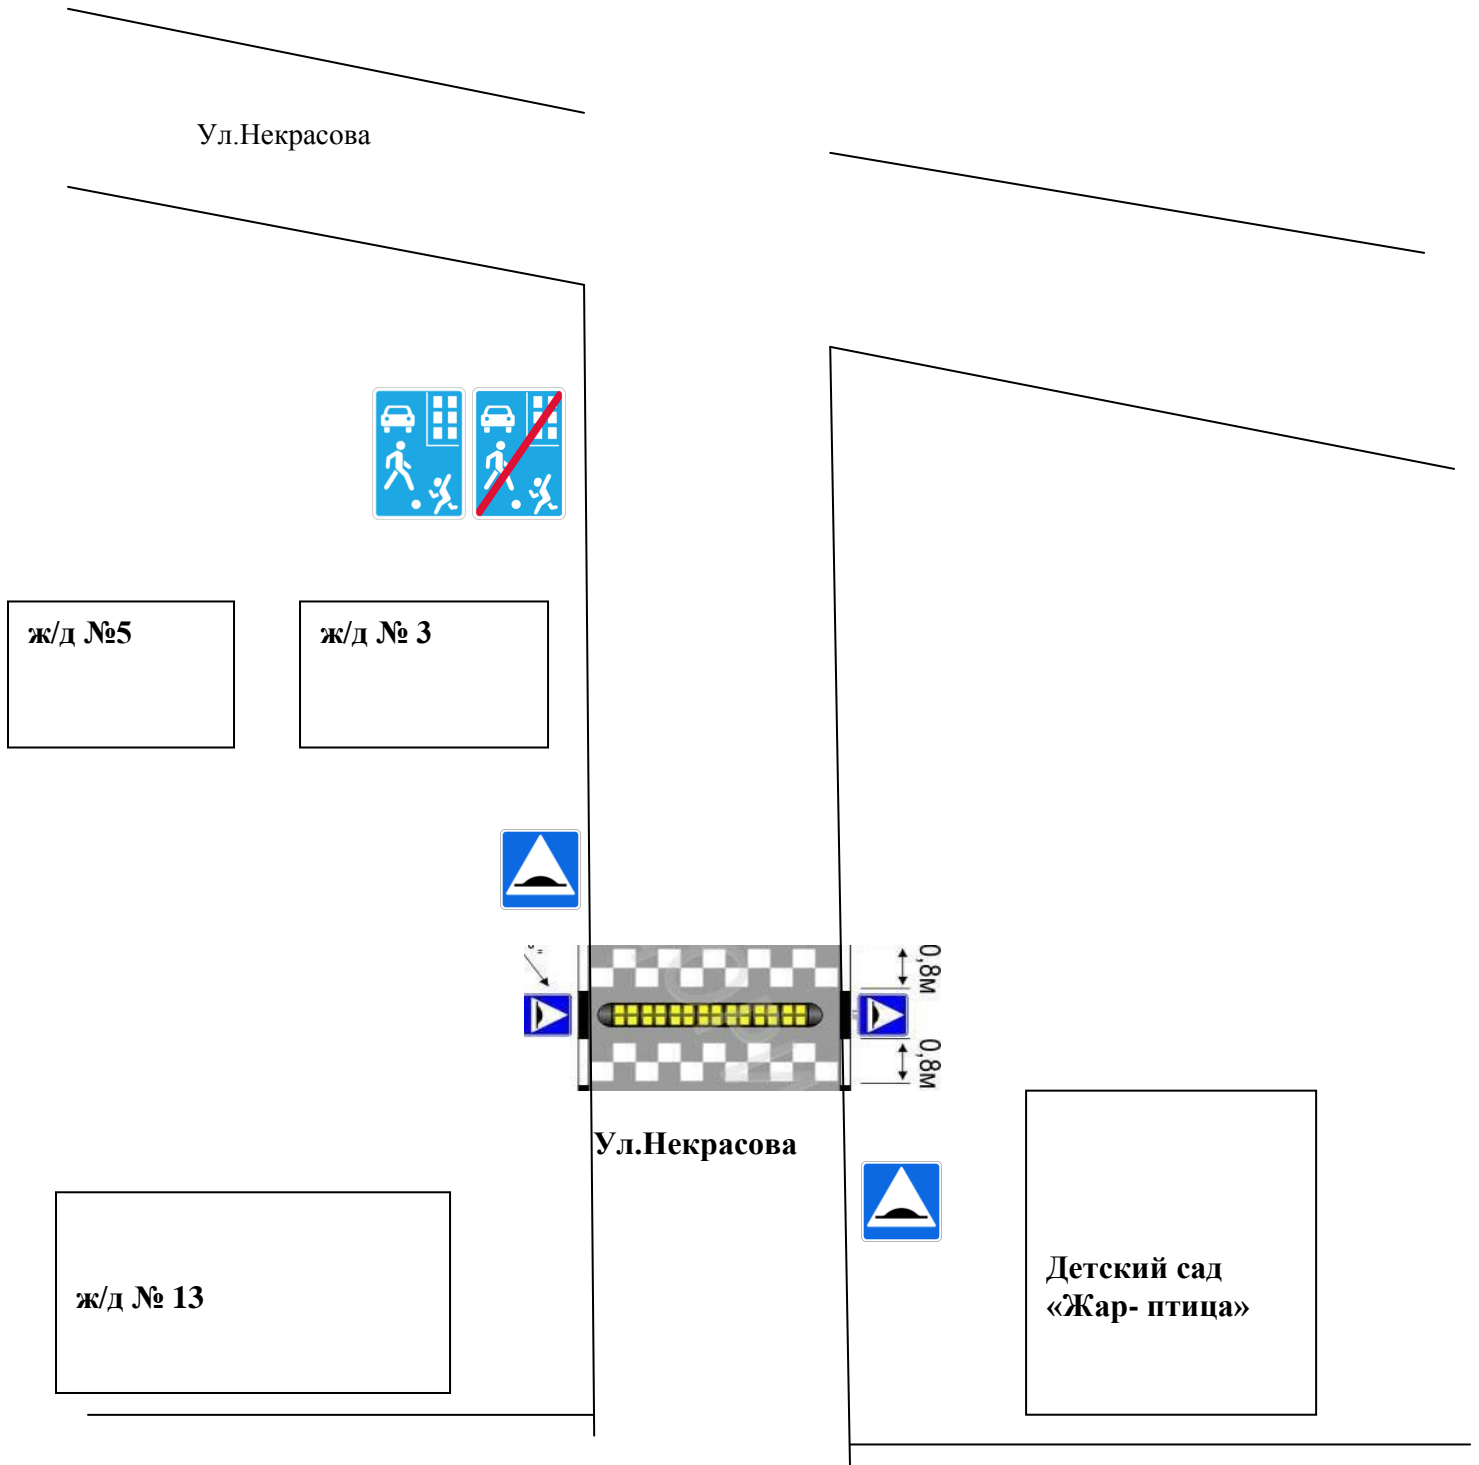 Ул.Некрасова
ж/д №5
ж/д № 3
0,8м
0,8м
Ул.Некрасова
ж/д № 13
Детский сад
«Жар- птица»